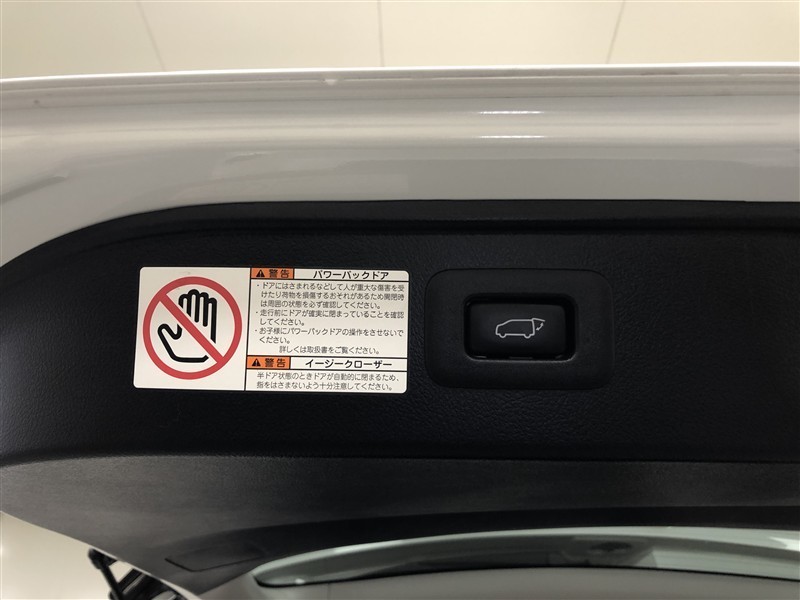 警告 パワーバックドア
・ドアにはさまれるなどして人が重大な傷害を
受けたり荷物を損傷するおそれがあるため開閉時
は周囲の状態を必ず確認してください。
・走行前にドアが確実に閉まっていることを確認
してください。
・お子様にパワーバックドアの操作をさせないで
ください。
詳しくは取扱書をご覧ください。
警告 イージークローザー
半ドア状態のときドアが自動的に閉まるため、
指をはさまないよう十分注意してください。